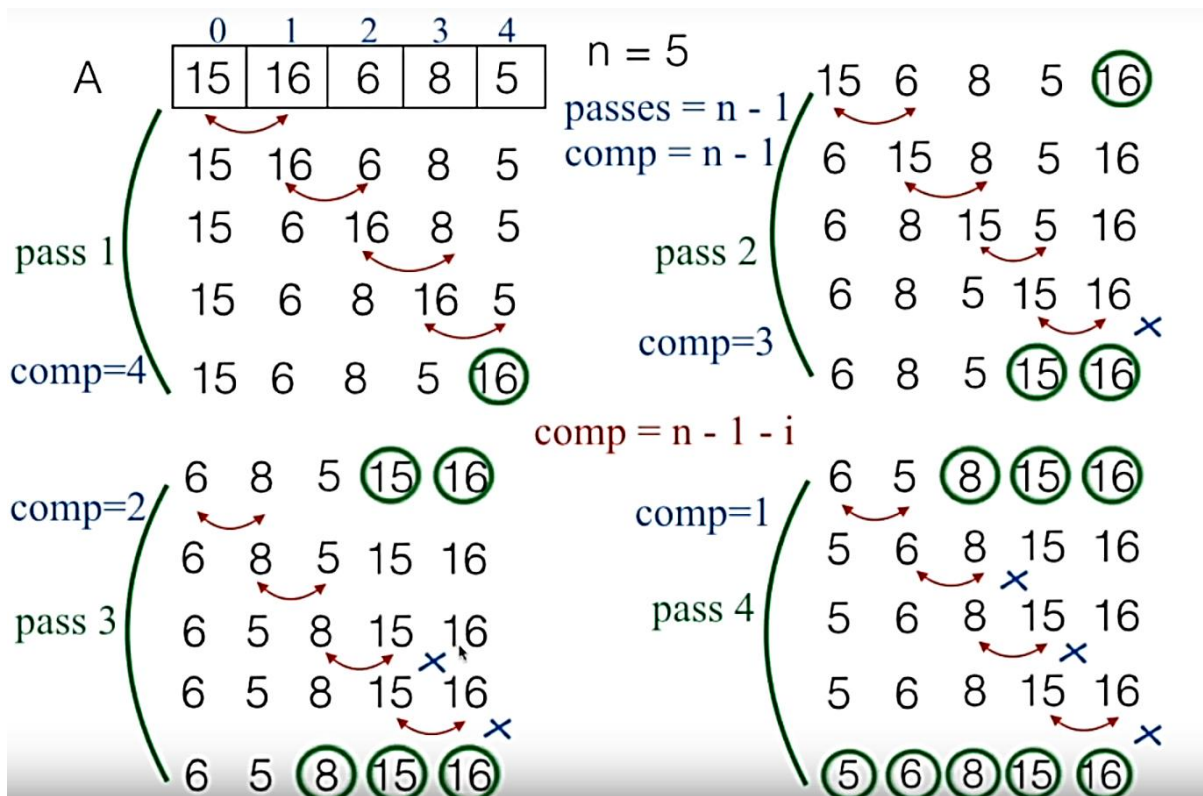 0 1 2 3 4
A 15 16 6 8 5
n = 5
passes = n - 1
comp = n - 1
15 16 6 8 5
15 6 16 8 5
pass 1
15 6 8 16 5
comp=4
15 6 8 5 16
15 6 8 5 16
6 15 8 5 16
6 8 15 5 16
pass 2
6 8 5 15 16
comp=3
6 8 5 15 16
comp = n - 1 - i
6 8 5 15 16
comp=2
6 8 5 15 16
pass 3
6 5 8 15 16
6 5 8 15 16
6 5 8 15 16
6 5 8 15 16
comp=1
5 6 8 15 16
pass 4
5 6 8 15 16
5 6 8 15 16
5 6 8 15 16